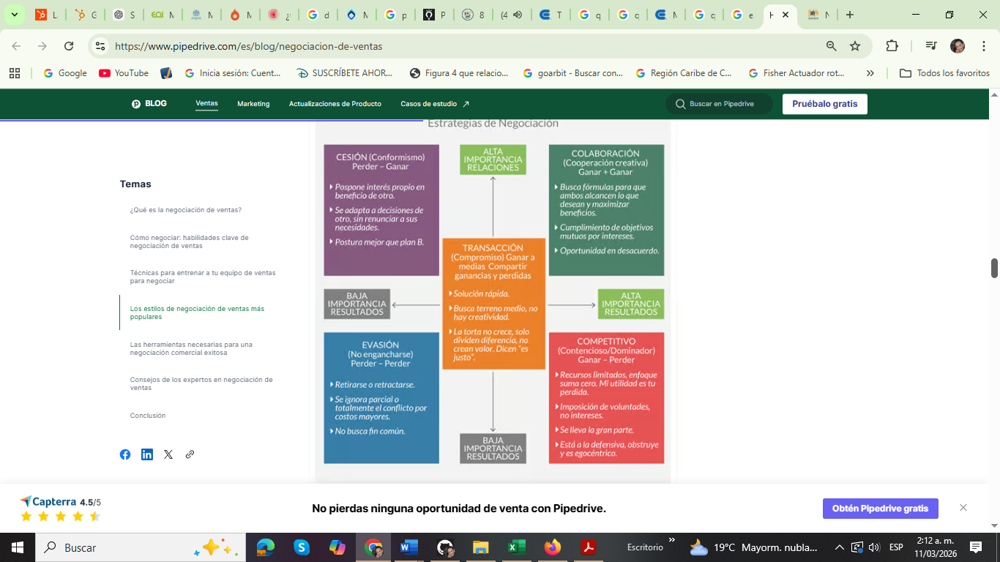 L
G
S
M
M
M
¿
d
M
p
P
8
(4
T
q
q
M
q
e
H
N
https://www.pipedrive.com/es/blog/negociacion-de-ventas
Google
YouTube
Inicia sesión: Cuent...
SUSCRÍBETE AHOR...
Figura 4 que relacio...
goarbit - Buscar con...
Región Caribe de C...
Fisher Actuador rot...
Todos los favoritos
BLOG
Ventas
Marketing
Actualizaciones de Producto
Casos de estudio
Buscar en Pipedrive
Pruébalo gratis
Temas
¿Qué es la negociación de ventas?
Cómo negociar: habilidades clave de
negociación de ventas
Técnicas para entrenar a tu equipo de ventas
para negociar
Los estilos de negociación de ventas más
populares
Las herramientas necesarias para una
negociación comercial exitosa
Consejos de los expertos en negociación de
ventas
Conclusión
Estrategias de Negociación
CESIÓN (Conformismo)
Perder – Ganar
Pospone interés propio en
beneficio de otro.
Se adapta a decisiones de
otro, sin renunciar a sus
necesidades.
Postura mejor que plan B.
ALTA
IMPORTANCIA
RELACIONES
COLABORACIÓN
(Cooperación creativa)
Ganar + Ganar
Busca fórmulas para que
ambos alcancen lo que
desean y maximizar
beneficios.
Cumplimiento de objetivos
mutuos por intereses.
Oportunidad en desacuerdo.
TRANSACCIÓN
(Compromiso) Ganar a
medias Compartir
ganancias y perdidas
Solución rápida.
Busca terreno medio, no
hay creatividad.
La torta no crece, solo
dividen diferencia, no
crean valor. Dicen "es
justo".
BAJA
IMPORTANCIA
RESULTADOS
ALTA
IMPORTANCIA
RESULTADOS
EVASIÓN
(No engancharse)
Perder – Perder
Retirarse o retractarse.
Se ignora parcial o
totalmente el conflicto por
costos mayores.
No busca fin común.
BAJA
IMPORTANCIA
RESULTADOS
COMPETITIVO
(Contencioso/Dominador)
Ganar – Perder
Recursos limitados, enfoque
suma cero. Mi utilidad es tu
perdida.
Imposición de voluntades,
no intereses.
Se lleva la gran parte.
Está a la defensiva, obstruye
y es egocéntrico.
Capterra 4.5/5
No pierdas ninguna oportunidad de venta con Pipedrive.
Obtén Pipedrive gratis
Buscar
Escritorio
19°C Mayorm. nubla...
ESP
2:12 a. m.
11/03/2026